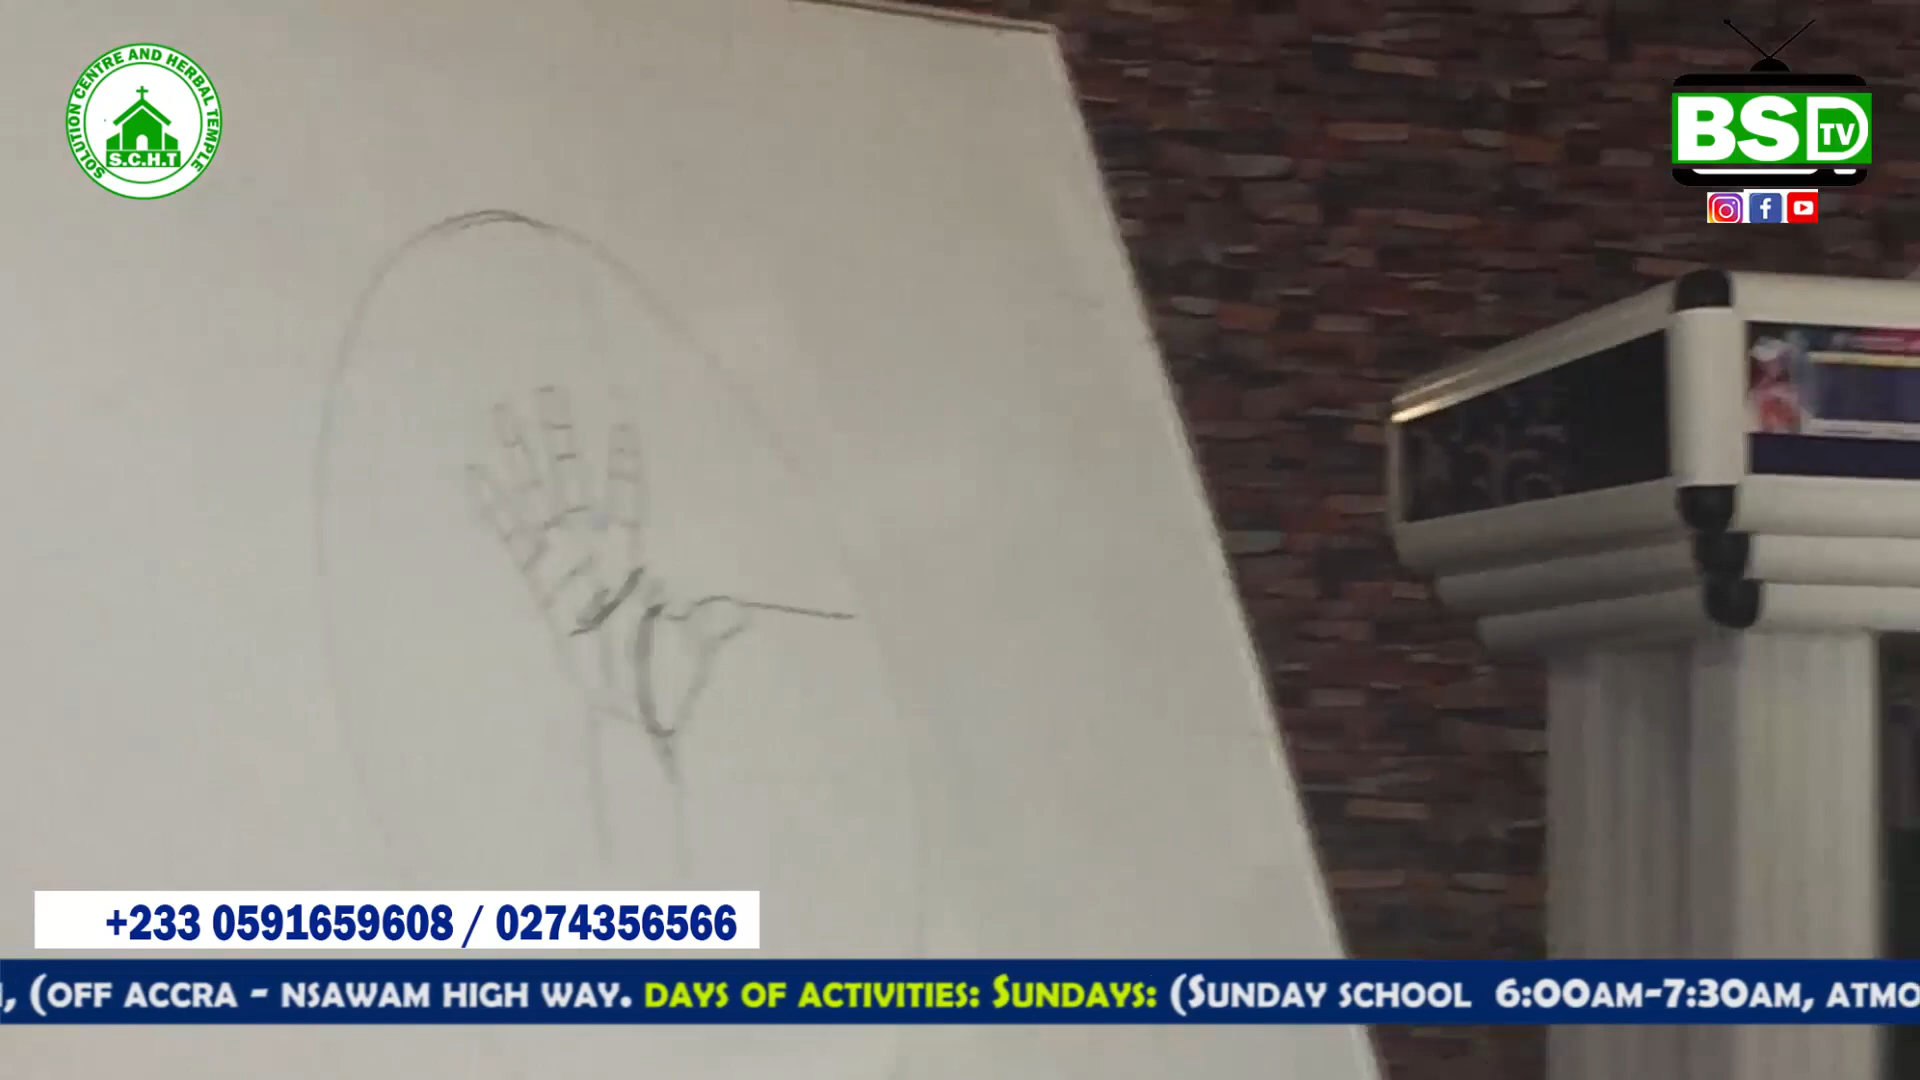 SOLUTION CENTRE AND HERBAL TEMPLE
S.C.H.T
BSD
TV
+233 0591659608 / 0274356566
, (OFF ACCRA - NSAWAM HIGH WAY. DAYS OF ACTIVITIES: SUNDAYS: (SUNDAY SCHOOL 6:00AM-7:30AM, ATMO